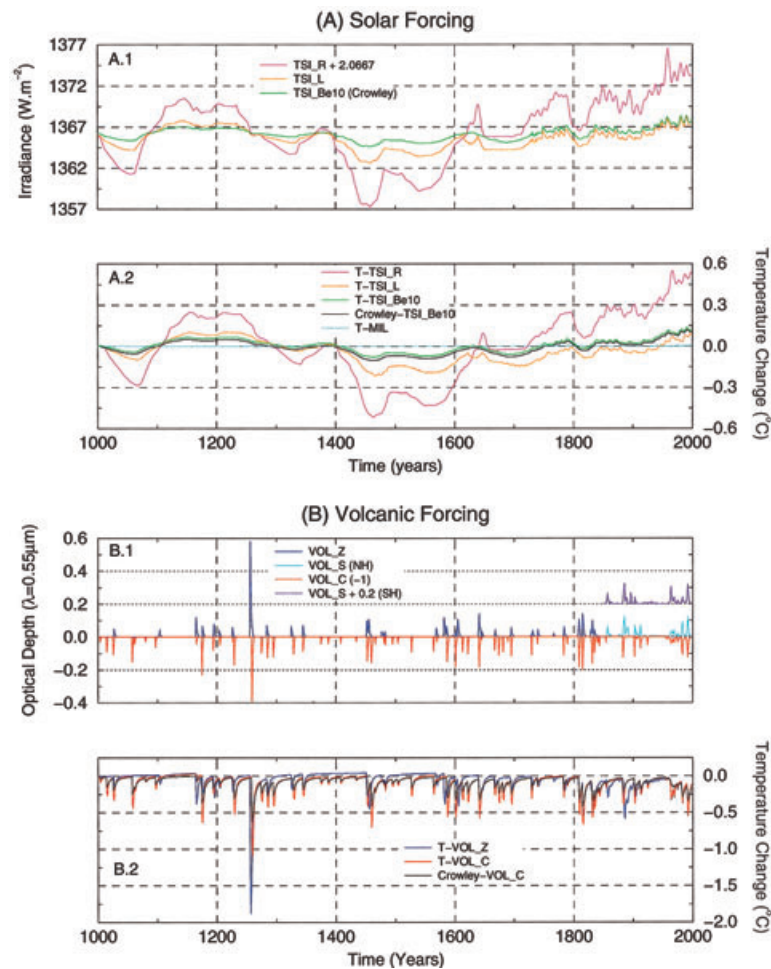 (A) Solar Forcing
A.1
TSI_R + 2.0667
TSI_L
TSI_Be10 (Crowley)
Irradiance (W.m⁻²)
1377
1372
1367
1362
1357
A.2
T-TSI_R
T-TSI_L
T-TSI_Be10
Crowley-TSI_Be10
T-MIL
0.6
0.3
0.0
−0.3
−0.6
Temperature Change (°C)
1000 1200 1400 1600 1800 2000
Time (years)
(B) Volcanic Forcing
B.1
VOL_Z
VOL_S (NH)
VOL_C (-1)
VOL_S + 0.2 (SH)
Optical Depth (λ=0.55μm)
0.6
0.4
0.2
0.0
−0.2
−0.4
B.2
T-VOL_Z
T-VOL_C
Crowley-VOL_C
0.0
−0.5
−1.0
−1.5
−2.0
Temperature Change (°C)
1000 1200 1400 1600 1800 2000
Time (Years)